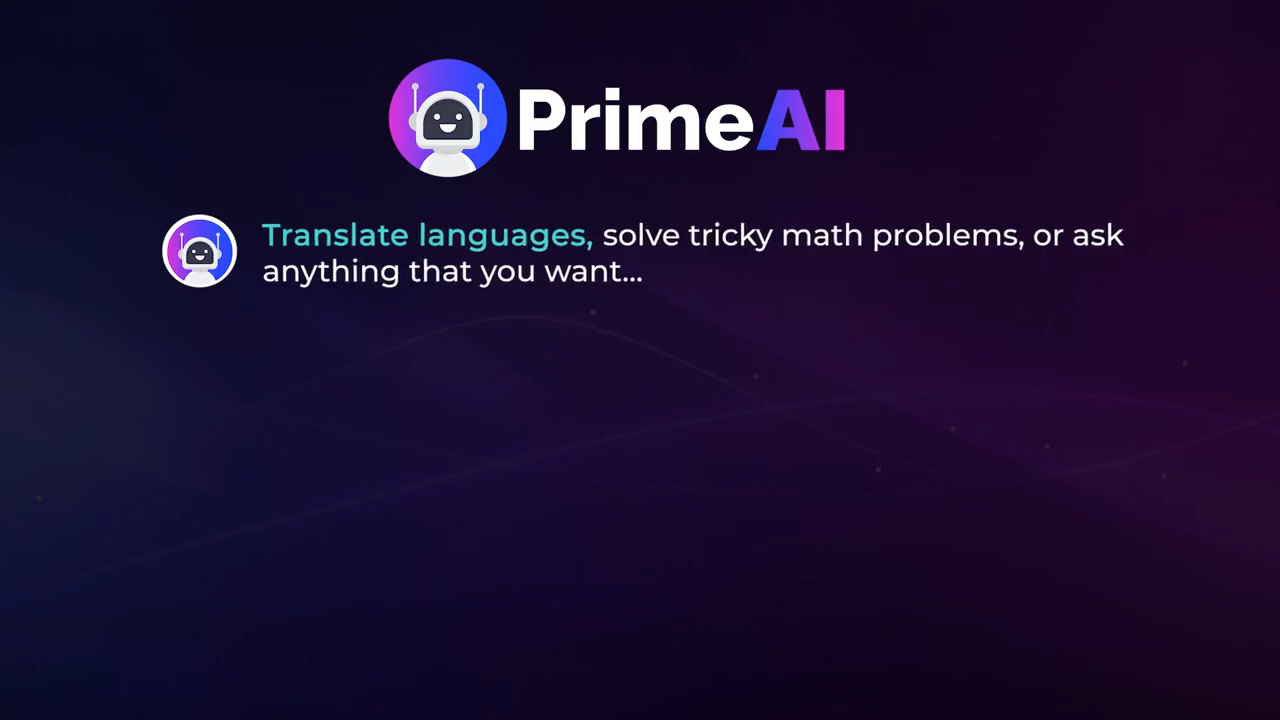 PrimeAI
Translate languages, solve tricky math problems, or ask
anything that you want...